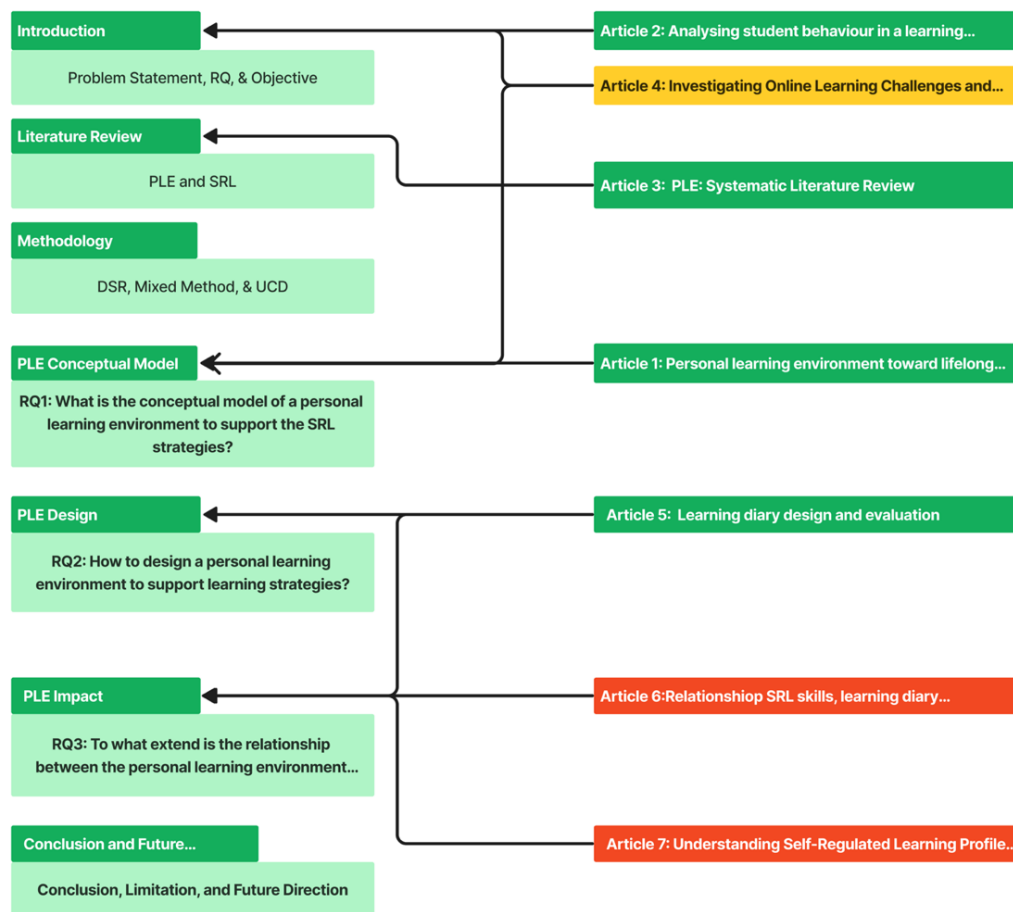 Introduction
Problem Statement, RQ, & Objective
Literature Review
PLE and SRL
Methodology
DSR, Mixed Method, & UCD
PLE Conceptual Model
RQ1: What is the conceptual model of a personal
learning environment to support the SRL
strategies?
PLE Design
RQ2: How to design a personal learning
environment to support learning strategies?
PLE Impact
RQ3: To what extend is the relationship
between the personal learning environment...
Conclusion and Future...
Conclusion, Limitation, and Future Direction
Article 2: Analysing student behaviour in a learning...
Article 4: Investigating Online Learning Challenges and...
Article 3:  PLE: Systematic Literature Review
Article 1: Personal learning environment toward lifelong...
Article 5:  Learning diary design and evaluation
Article 6:Relationshiop SRL skills, learning diary...
Article 7: Understanding Self-Regulated Learning Profile..